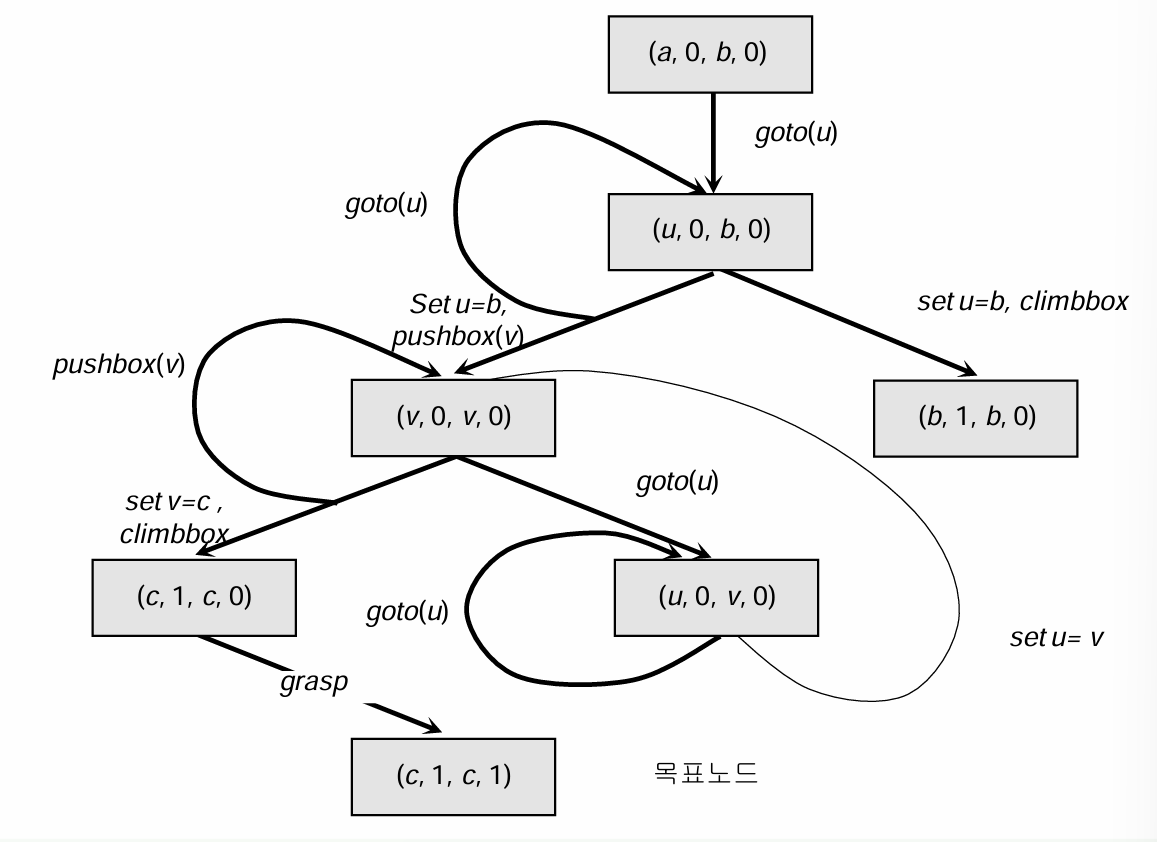 (a, 0, b, 0)
goto(u)
goto(u)
(u, 0, b, 0)
Set u=b,
pushbox(v)
set u=b, climbbox
pushbox(v)
(v, 0, v, 0)
(b, 1, b, 0)
goto(u)
set v=c ,
climbbox
(c, 1, c, 0)
(u, 0, v, 0)
goto(u)
set u= v
grasp
(c, 1, c, 1)
목표노드